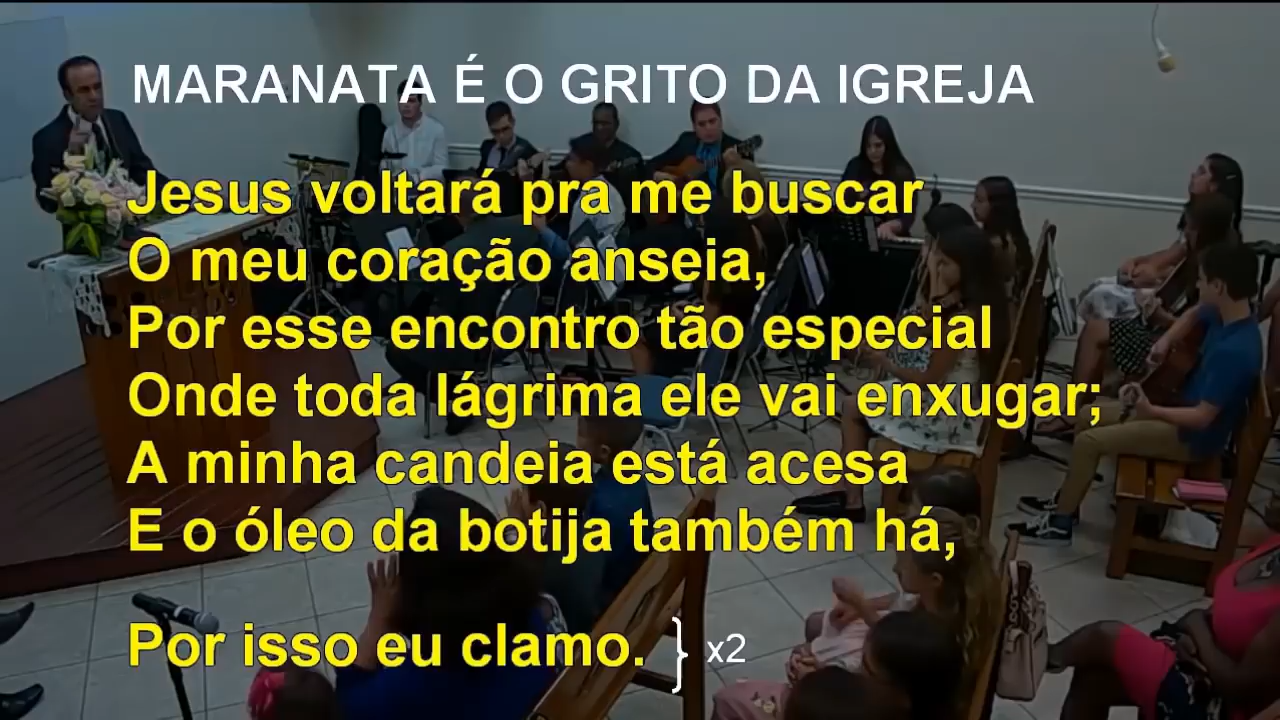 MARANATA É O GRITO DA IGREJA
Jesus voltará pra me buscar
O meu coração anseia,
Por esse encontro tão especial
Onde toda lágrima ele vai enxugar;
A minha candeia está acesa
E o óleo da botija também há,
Por isso eu clamo. } x2